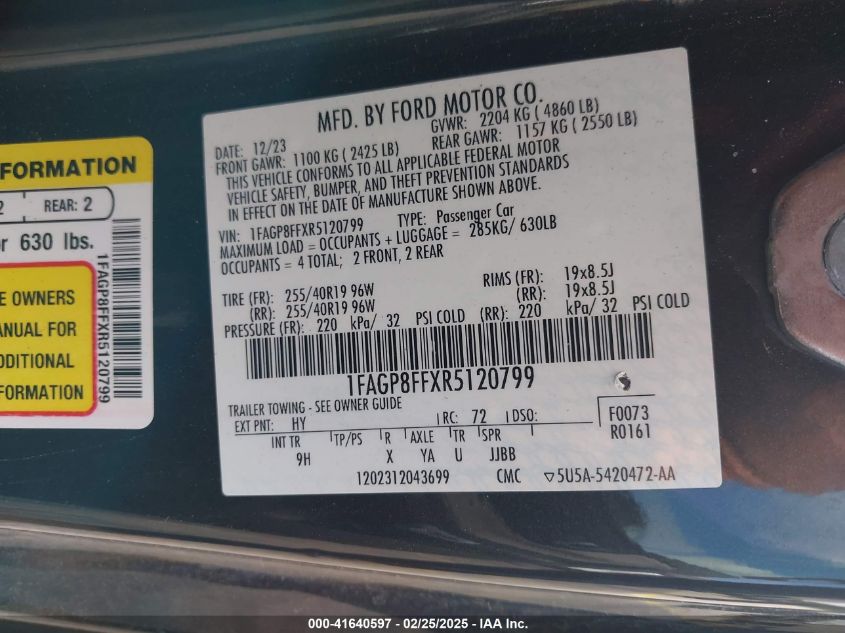 MFD. BY FORD MOTOR CO.
DATE: 12/23 GVWR: 2204 KG ( 4860 LB)
FRONT GAWR: 1100 KG ( 2425 LB) REAR GAWR: 1157 KG ( 2550 LB)
THIS VEHICLE CONFORMS TO ALL APPLICABLE FEDERAL MOTOR
VEHICLE SAFETY, BUMPER, AND THEFT PREVENTION STANDARDS
IN EFFECT ON THE DATE OF MANUFACTURE SHOWN ABOVE.
VIN: 1FAGP8FFXR5120799 TYPE: Passenger Car
MAXIMUM LOAD = OCCUPANTS + LUGGAGE = 285KG/ 630LB
OCCUPANTS = 4 TOTAL; 2 FRONT, 2 REAR
TIRE (FR): 255/40R19 96W RIMS (FR): 19x8.5J
(RR): 255/40R19 96W (RR): 19x8.5J
PRESSURE (FR): 220 kPa/ 32 PSI COLD (RR): 220 kPa/ 32 PSI COLD
1FAGP8FFXR5120799
TRAILER TOWING - SEE OWNER GUIDE
EXT PNT: HY RC: 72 DSO: F0073
R0161
INT TR TP/PS R AXLE TR SPR
9H X YA U JJBB
1202312043699 CMC ▽5U5A-5420472-AA
FORMATION
2 REAR: 2
or 630 lbs.
E OWNERS
ANUAL FOR
DDITIONAL
FORMATION
1FAGP8FFXR5120799
000-41640597 - 02/25/2025 - IAA Inc.